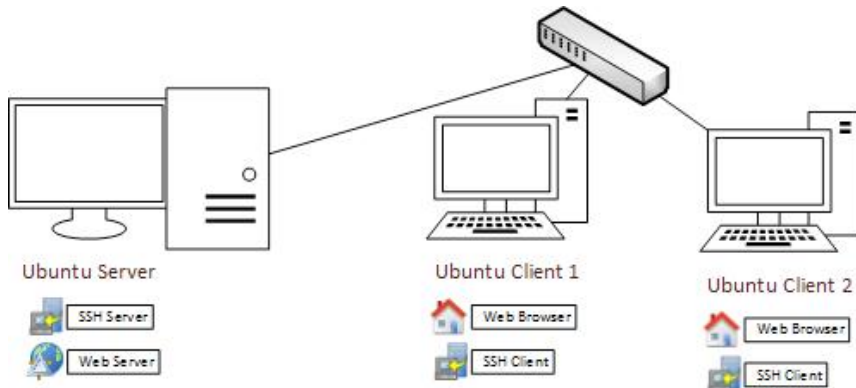 Ubuntu Server
SSH Server
Web Server
Ubuntu Client 1
Web Browser
SSH Client
Ubuntu Client 2
Web Browser
SSH Client